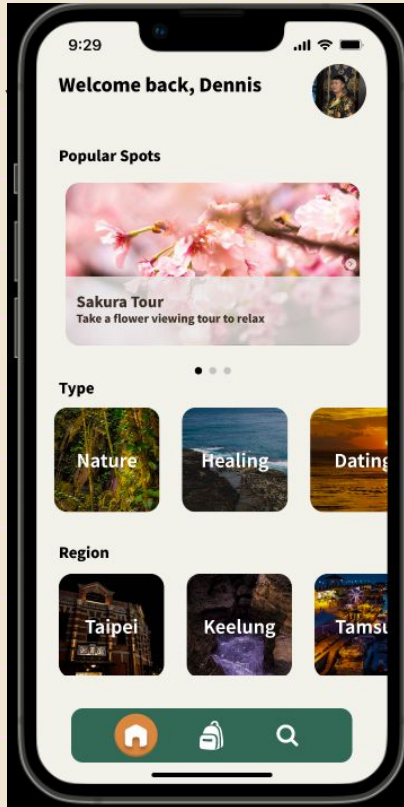 9:29
Welcome back, Dennis
Popular Spots
Sakura Tour
Take a flower viewing tour to relax
Type
Nature
Healing
Dating
Region
Taipei
Keelung
Tamsu